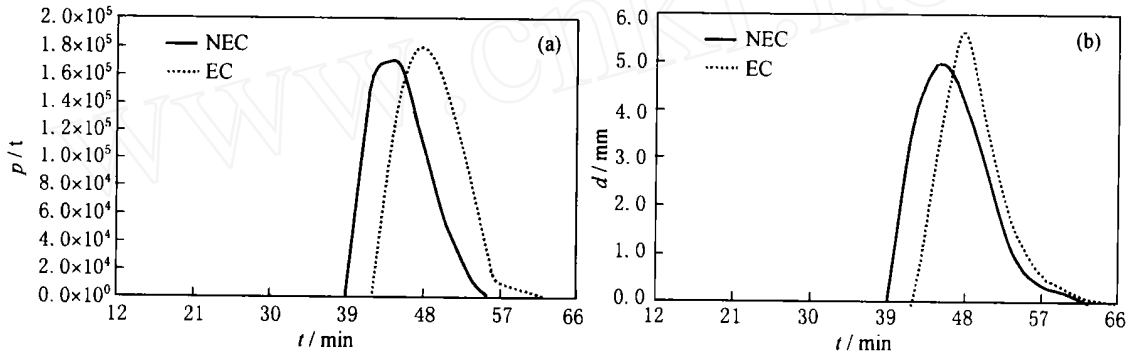 2.0×10⁵
1.8×10⁵
1.6×10⁵
1.4×10⁵
1.2×10⁵
1.0×10⁵
8.0×10⁴
6.0×10⁴
4.0×10⁴
2.0×10⁴
0.0×10⁰
p / t
NEC
EC
(a)
12 21 30 39 48 57 66
t / min
6.0
5.0
4.0
3.0
2.0
1.0
0.0
d / mm
NEC
EC
(b)
12 21 30 39 48 57 66
t / min